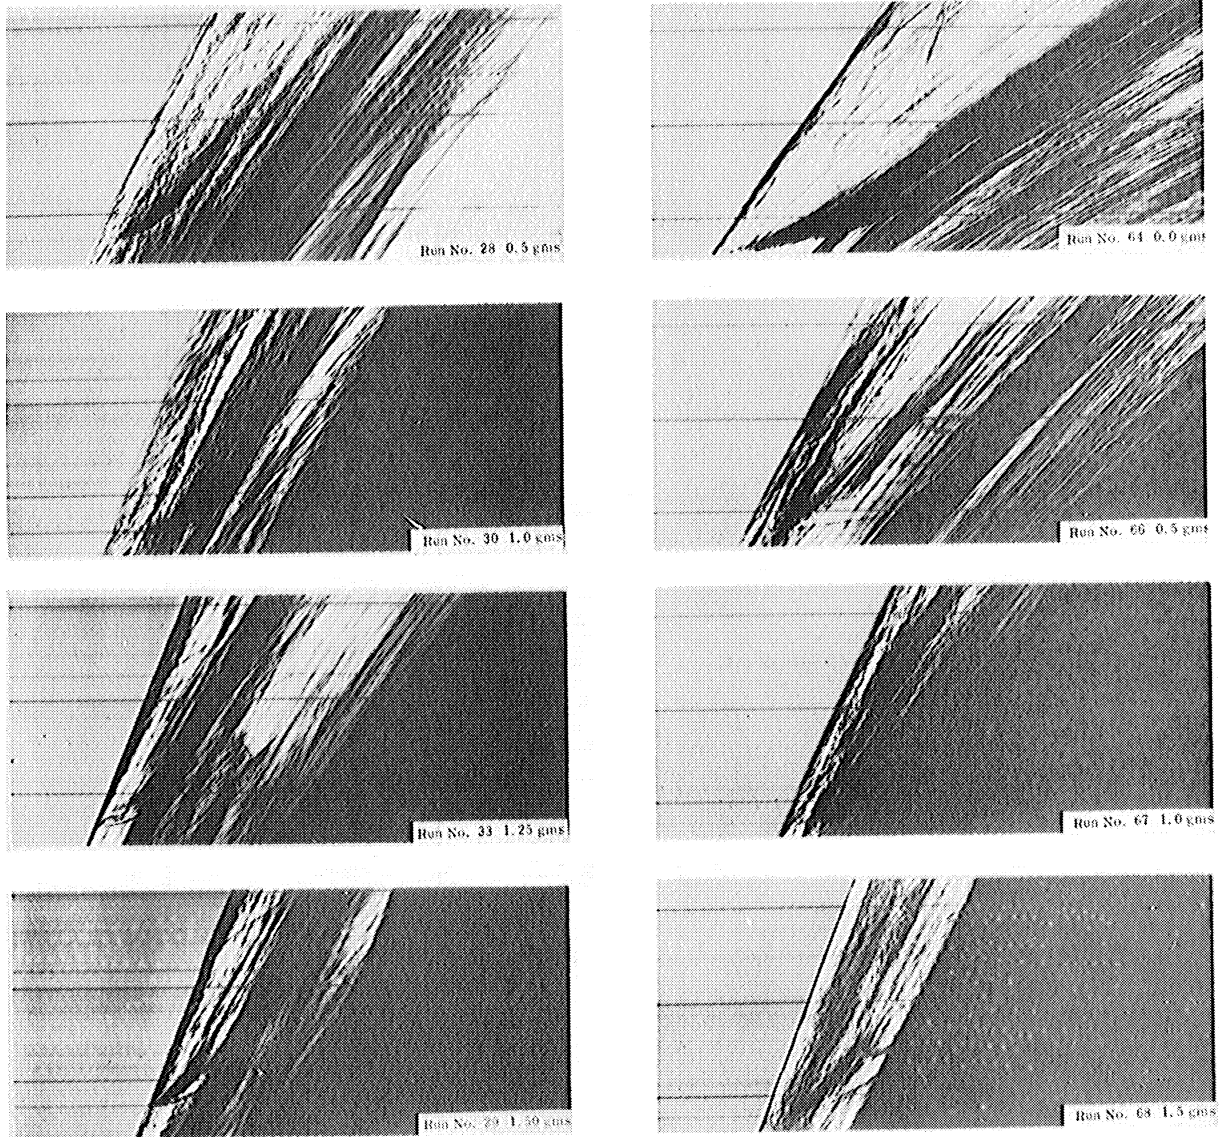 Run No. 28 0.5 gms
Run No. 64 0.0 gms
Run No. 30 1.0 gms
Run No. 66 0.5 gms
Run No. 33 1.25 gms
Run No. 67 1.0 gms
Run No. 29 1.50 gms
Run No. 68 1.5 gms